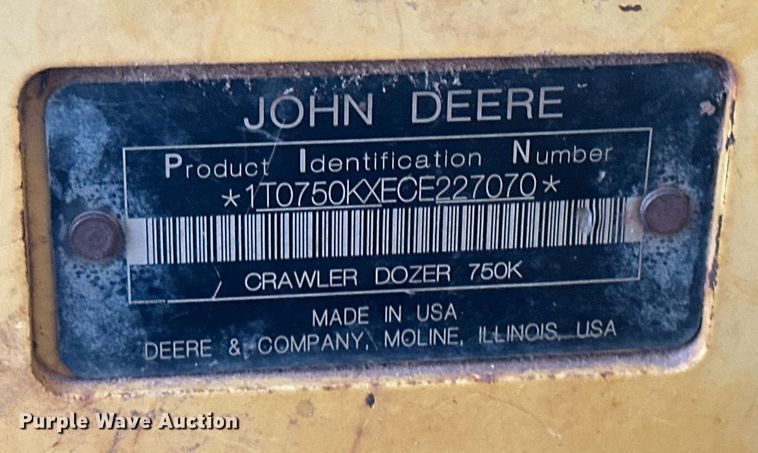 JOHN DEERE
Product Identification Number
*1T0750KXECE227070*
CRAWLER DOZER 750K
MADE IN USA
DEERE & COMPANY, MOLINE, ILLINOIS, USA
Purple Wave Auction